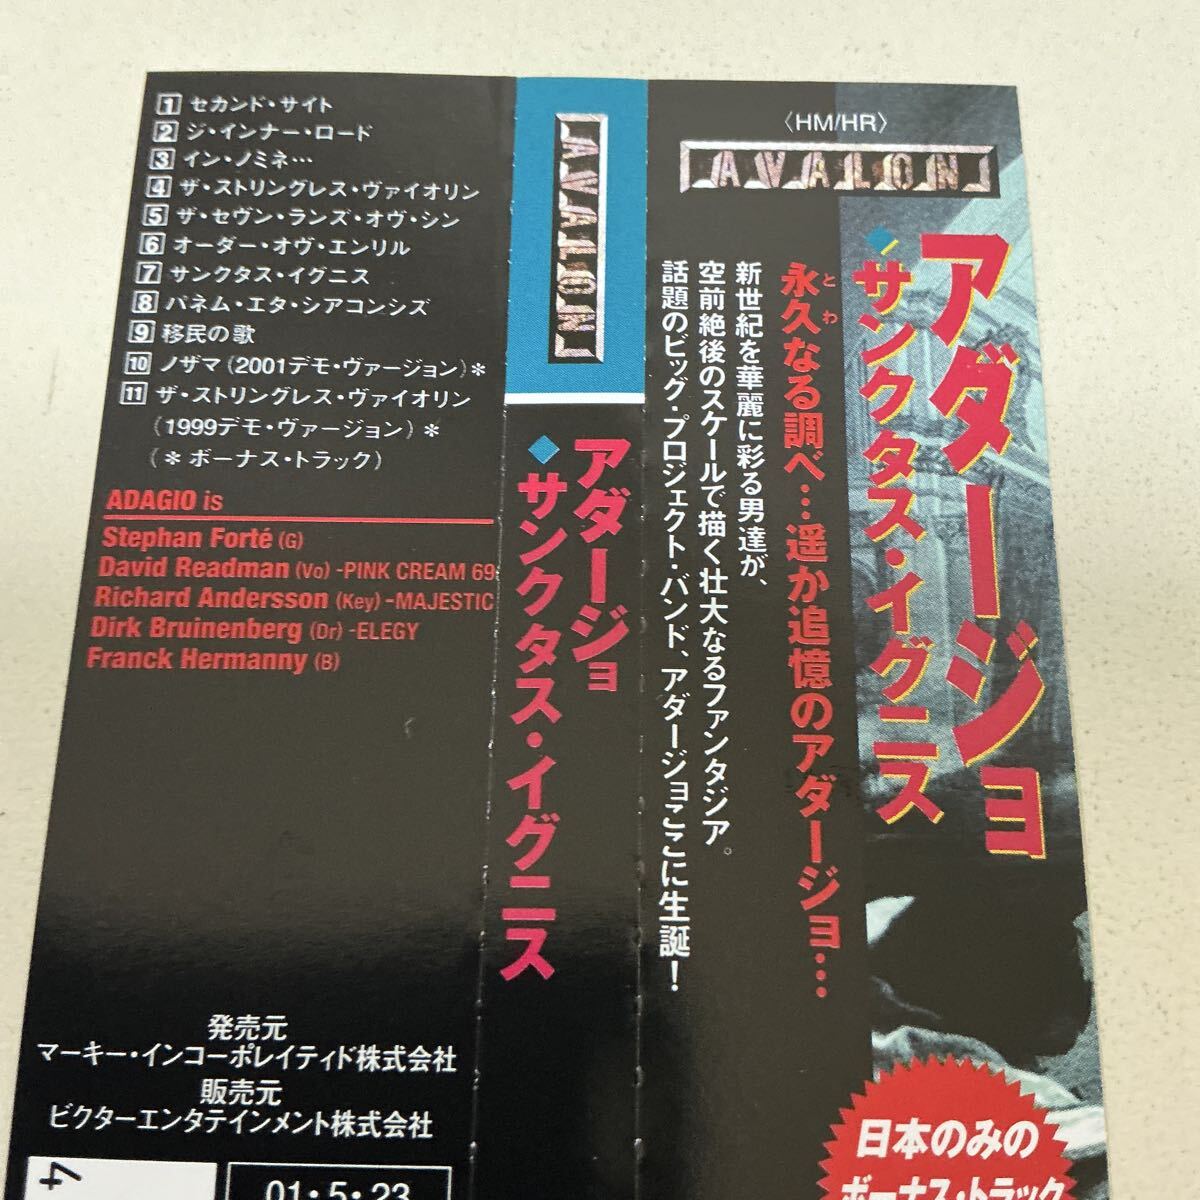 〈HM/HR〉
AVALON
アダージョ
◆サンクタス・イグニス
永久なる調べ…遥か追憶のアダージョ…
とわ
新世紀を華麗に彩る男達が、
空前絶後のスケールで描く壮大なるファンタジア。
話題のビッグ・プロジェクト・バンド、アダージョここに生誕！
日本のみの
ボーナス・トラック
AVALON
アダージョ
◆サンクタス・イグニス
1 セカンド・サイト
2 ジ・インナー・ロード
3 イン・ノミネ…
4 ザ・ストリングレス・ヴァイオリン
5 ザ・セヴン・ランズ・オヴ・シン
6 オーダー・オヴ・エンリル
7 サンクタス・イグニス
8 パネム・エタ・シアコンシズ
9 移民の歌
10 ノザマ（2001デモ・ヴァージョン）＊
11 ザ・ストリングレス・ヴァイオリン
（1999デモ・ヴァージョン）＊
（＊ボーナス・トラック）
ADAGIO is
Stephan Forté (G)
David Readman (Vo) -PINK CREAM 69
Richard Andersson (Key) -MAJESTIC
Dirk Bruinenberg (Dr) -ELEGY
Franck Hermanny (B)
発売元
マーキー・インコーポレイティド株式会社
販売元
ビクターエンタテインメント株式会社
4
01・5・23